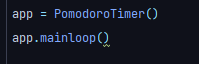 app = PomodoroTimer()
app.mainloop()